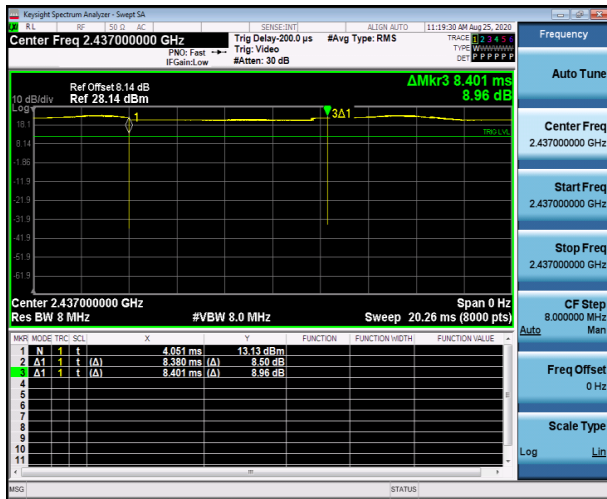 Keysight Spectrum Analyzer - Swept SA
RL RF 50 Ω AC SENSE:INT ALIGN AUTO 11:19:30 AM Aug 25, 2020
Center Freq 2.437000000 GHz
PNO: Fast
IFGain:Low
Trig Delay-200.0 µs
Trig: Video
#Atten: 30 dB
#Avg Type: RMS
TRACE 1 2 3 4 5 6
TYPE W
DET P P P P P P
Frequency
Auto Tune
Center Freq
2.437000000 GHz
Start Freq
2.437000000 GHz
Stop Freq
2.437000000 GHz
CF Step
8.000000 MHz
Auto Man
Freq Offset
0 Hz
Scale Type
Log Lin
Ref Offset 8.14 dB
Ref 28.14 dBm
10 dB/div
Log
ΔMkr3 8.401 ms
8.96 dB
1
3Δ1
TRIG LVL
18.1
8.14
-1.86
-11.9
-21.9
-31.9
-41.9
-51.9
-61.9
Center 2.437000000 GHz Span 0 Hz
Res BW 8 MHz #VBW 8.0 MHz Sweep 20.26 ms (8000 pts)
MKR MODE TRC SCL X Y FUNCTION FUNCTION WIDTH FUNCTION VALUE
1 N 1 t 4.051 ms 13.13 dBm
2 Δ1 1 t (Δ) 8.380 ms (Δ) 8.50 dB
3 Δ1 1 t (Δ) 8.401 ms (Δ) 8.96 dB
4
5
6
7
8
9
10
11
MSG STATUS